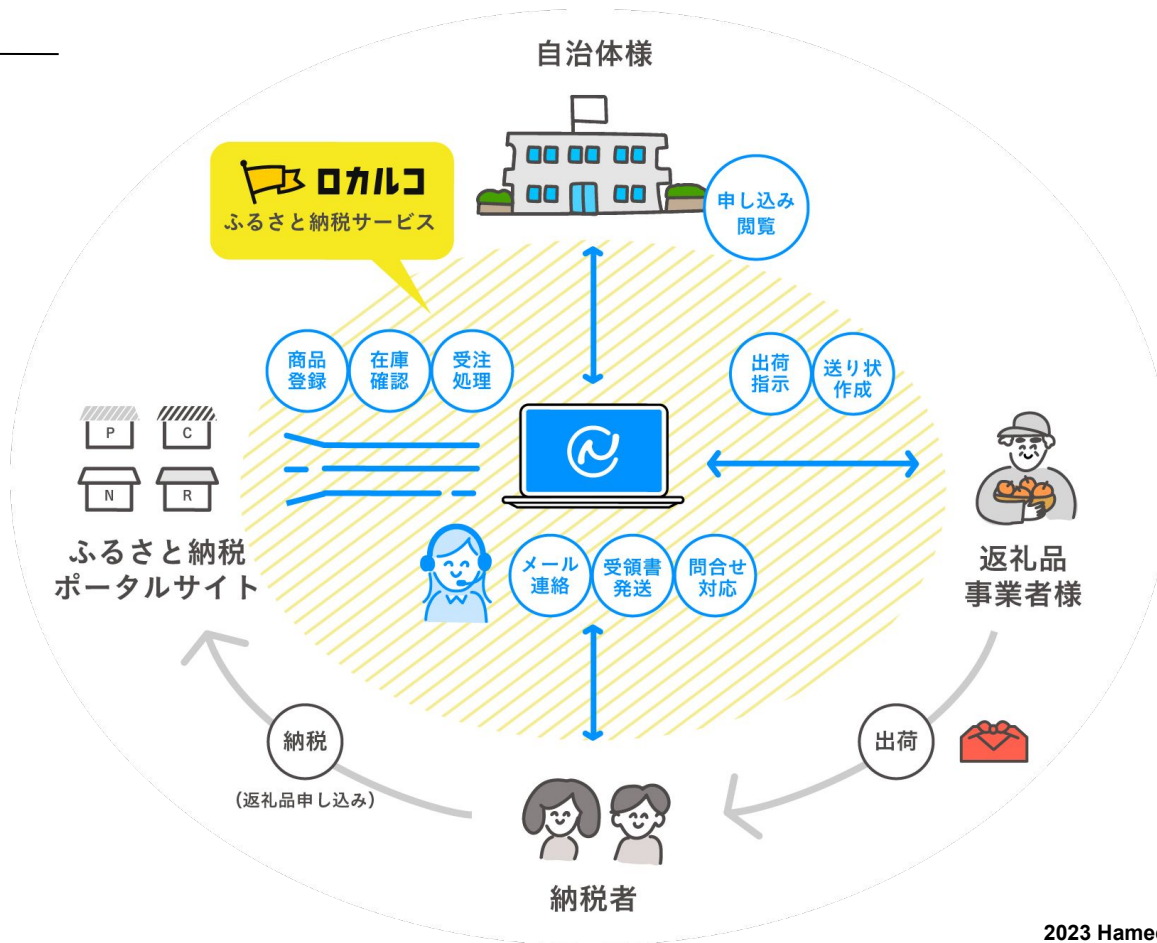 自治体様
ロカルコ
ふるさと納税サービス
申し込み
閲覧
商品
登録
在庫
確認
受注
処理
出荷
指示
送り状
作成
P
C
N
R
ふるさと納税
ポータルサイト
メール
連絡
受領書
発送
問合せ
対応
返礼品
事業者様
納税
(返礼品申し込み)
出荷
納税者
2023 Hamee